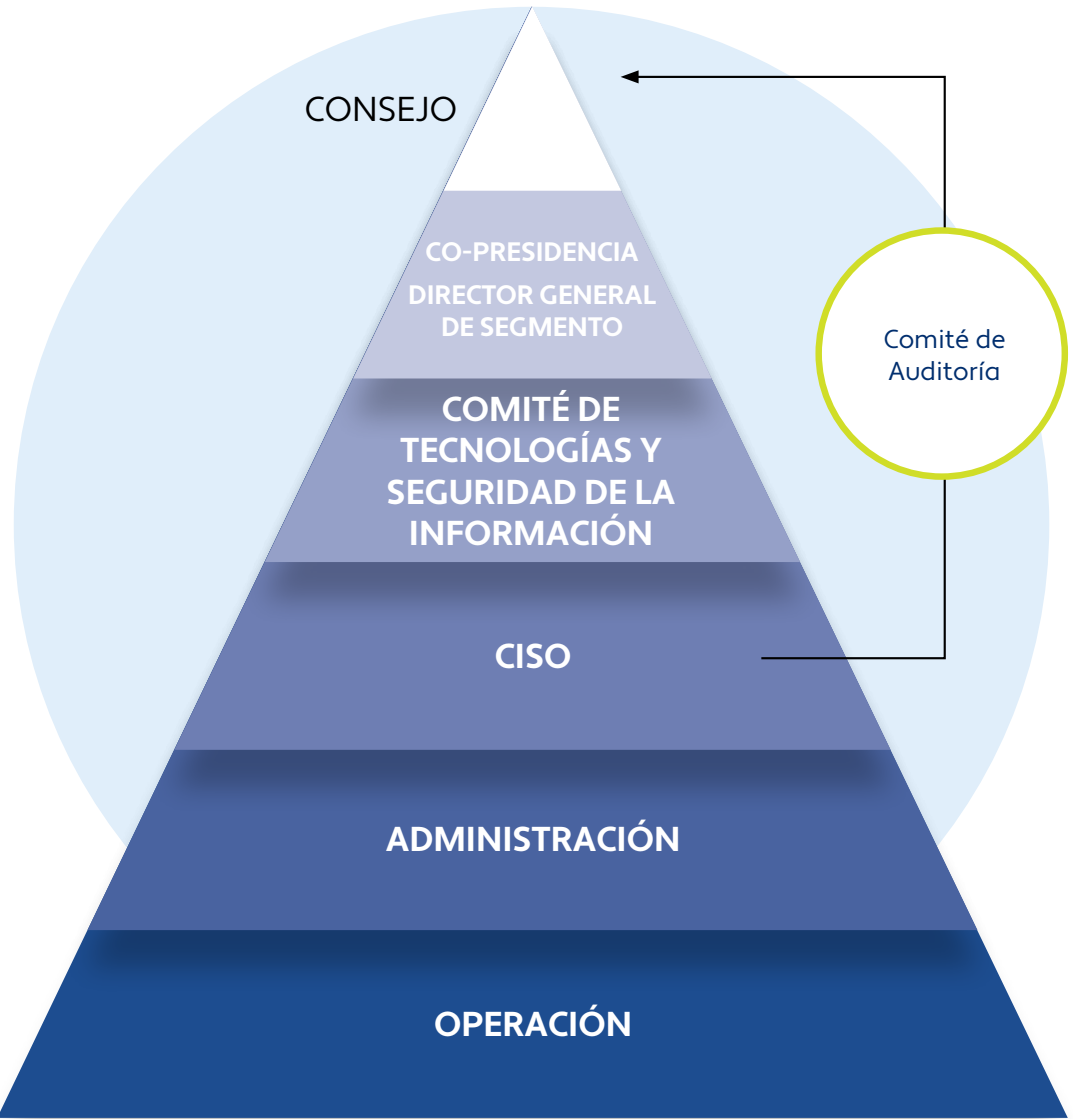 CONSEJO
CO-PRESIDENCIA
DIRECTOR GENERAL
DE SEGMENTO
Comité de
Auditoría
COMITÉ DE
TECNOLOGÍAS Y
SEGURIDAD DE LA
INFORMACIÓN
CISO
ADMINISTRACIÓN
OPERACIÓN